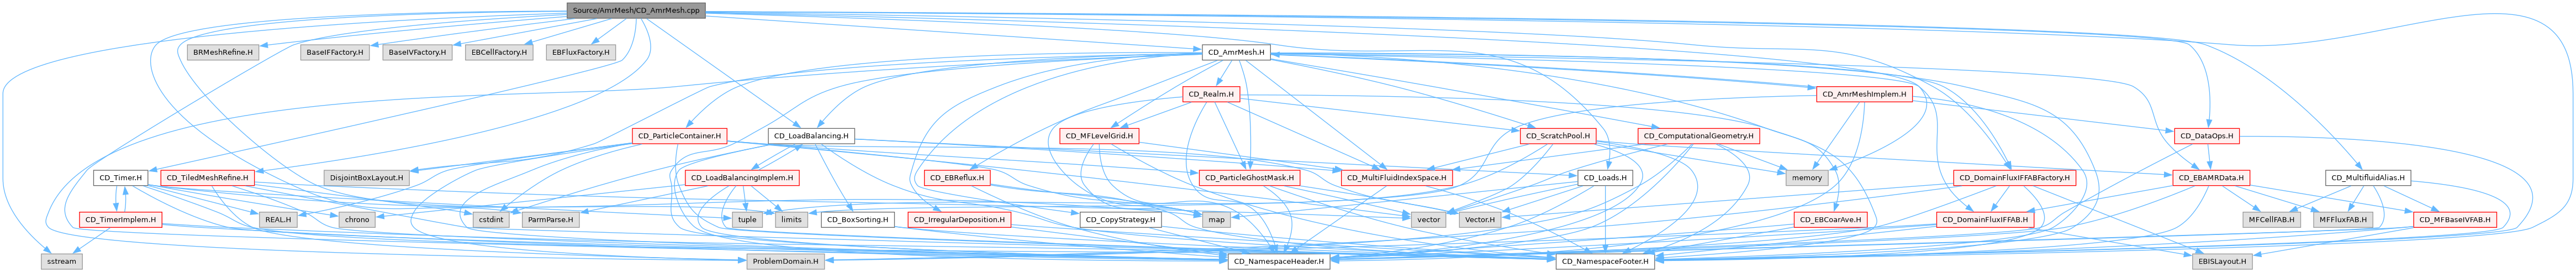 Source/AmrMesh/CD_AmrMesh.cpp
BRMeshRefine.H
BaseIFFactory.H
BaseIVFactory.H
EBCellFactory.H
EBFluxFactory.H
CD_AmrMesh.H
CD_Realm.H
CD_AmrMeshImplem.H
CD_ParticleContainer.H
CD_LoadBalancing.H
CD_MFLevelGrid.H
CD_ScratchPool.H
CD_ComputationalGeometry.H
CD_DataOps.H
CD_Timer.H
CD_TiledMeshRefine.H
DisjointBoxLayout.H
CD_LoadBalancingImplem.H
CD_EBReflux.H
CD_ParticleGhostMask.H
CD_MultiFluidIndexSpace.H
CD_Loads.H
memory
CD_DomainFluxIFFABFactory.H
CD_EBAMRData.H
CD_MultifluidAlias.H
CD_TimerImplem.H
REAL.H
chrono
cstdint
ParmParse.H
tuple
limits
CD_BoxSorting.H
CD_IrregularDeposition.H
CD_CopyStrategy.H
map
vector
Vector.H
CD_EBCoarAve.H
CD_DomainFluxIFFAB.H
MFCellFAB.H
MFFluxFAB.H
CD_MFBaseIVFAB.H
sstream
ProblemDomain.H
CD_NamespaceHeader.H
CD_NamespaceFooter.H
EBISLayout.H